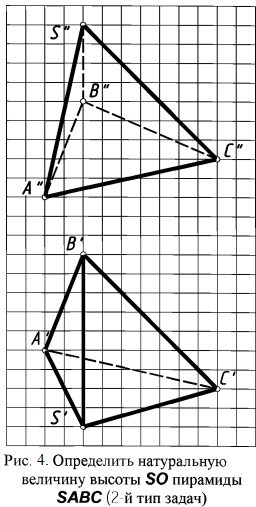 S"
B"
C"
A"
B'
A'
C'
S'
Рис. 4. Определить натуральную
величину высоты SO пирамиды
SABC (2-й тип задач)